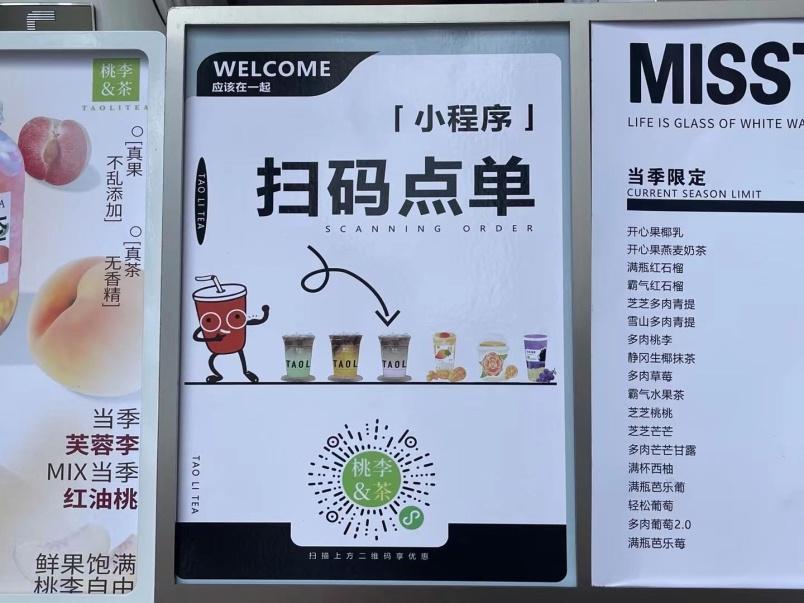 桃李
&茶
TAOLITEA
[真果
不乱添加]
[真茶
无香精]
当季
芙蓉李
MIX当季
红油桃
鲜果饱满
桃李自由
WELCOME
应该在一起
「小程序」
扫码点单
SCANNING ORDER
TAO LI TEA
TAOL
TAOL
TAOL
TAO LI TEA
桃李
&茶
扫描上方二维码享优惠
MISST
LIFE IS GLASS OF WHITE WA
当季限定
CURRENT SEASON LIMIT
开心果椰乳
开心果燕麦奶茶
满瓶红石榴
霸气红石榴
芝芝多肉青提
雪山多肉青提
多肉桃李
静冈生椰抹茶
多肉草莓
霸气水果茶
芝芝桃桃
芝芝芒芒
多肉芒芒甘露
满杯西柚
满瓶芭乐葡
轻松葡萄
多肉葡萄2.0
满瓶芭乐莓